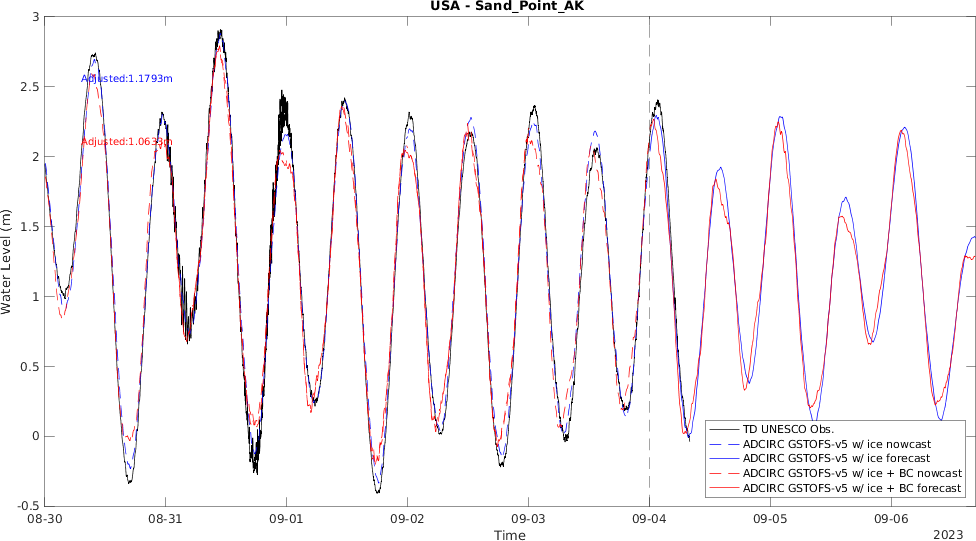 USA - Sand_Point_AK
3
2.5
2
1.5
1
0.5
0
-0.5
Water Level (m)
Adjusted:1.1793m
Adjusted:1.0633m
TD UNESCO Obs.
ADCIRC GSTOFS-v5 w/ ice nowcast
ADCIRC GSTOFS-v5 w/ ice forecast
ADCIRC GSTOFS-v5 w/ ice + BC nowcast
ADCIRC GSTOFS-v5 w/ ice + BC forecast
08-30 08-31 09-01 09-02 09-03 09-04 09-05 09-06
Time
2023